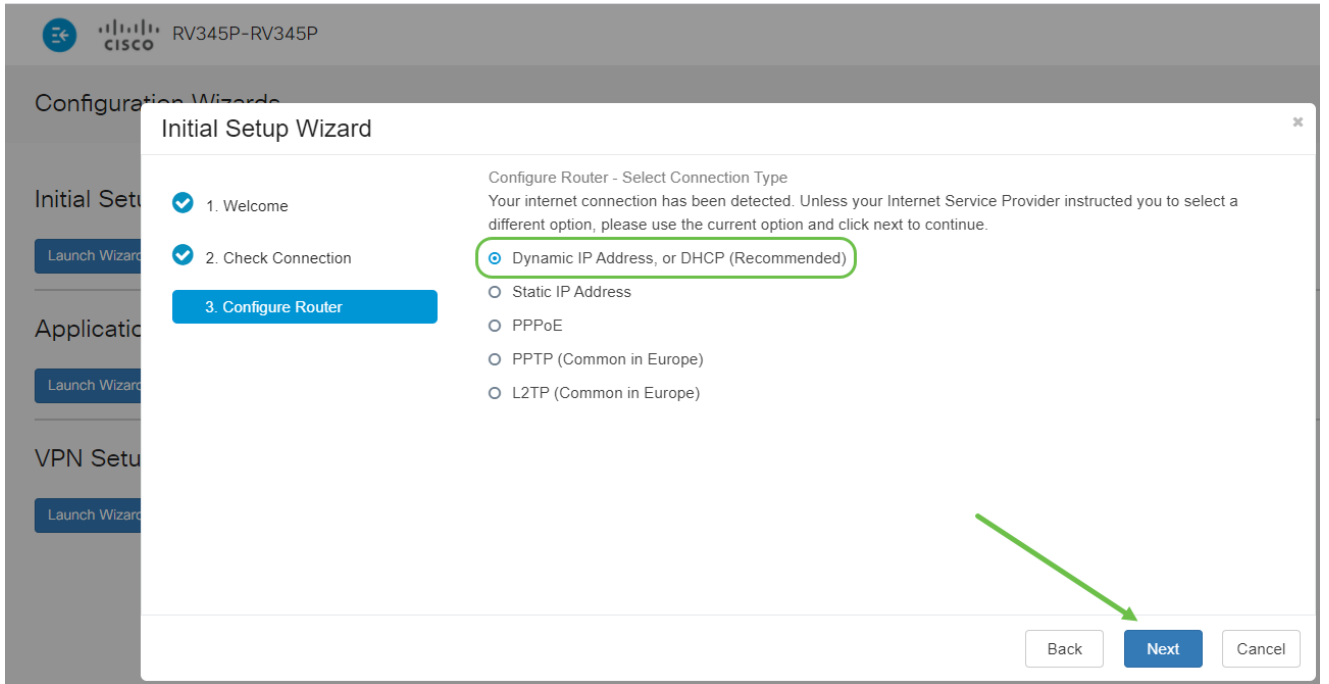 CISCO RV345P-RV345P
Configuration Wizards
Initial Setup Wizard
Initial Setu
Launch Wizard
Applicatio
Launch Wizard
VPN Setu
Launch Wizard
1. Welcome
2. Check Connection
3. Configure Router
Configure Router - Select Connection Type
Your internet connection has been detected. Unless your Internet Service Provider instructed you to select a
different option, please use the current option and click next to continue.
Dynamic IP Address, or DHCP (Recommended)
Static IP Address
PPPoE
PPTP (Common in Europe)
L2TP (Common in Europe)
Back
Next
Cancel